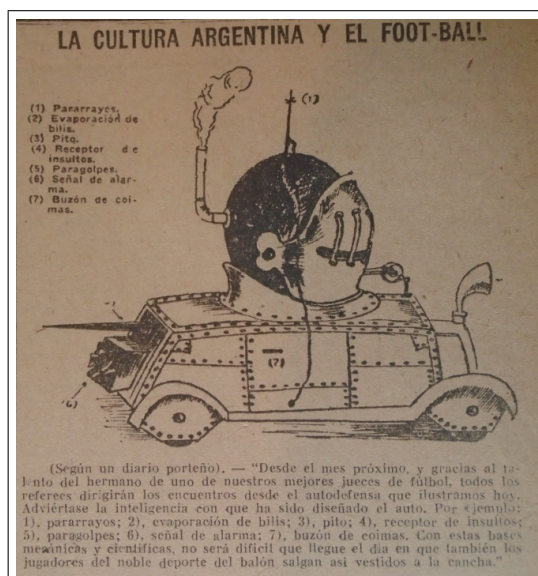 LA CULTURA ARGENTINA Y EL FOOT-BALL
(1) Pararrayos.
(2) Evaporación de
bilis.
(3) Pito.
(4) Receptor de
insultos.
(5) Paragolpes.
(6) Señal de alar-
ma.
(7) Buzón de coi-
mas.
(1)
(7)
(6)
(Según un diario porteño). — "Desde el mes próximo, y gracias al ta-
lento del hermano de uno de nuestros mejores jueces de fútbol, todos los
referees dirigirán los encuentros desde el autodefensa que ilustramos hoy.
Adviértase la inteligencia con que ha sido diseñado el auto. Por ejemplo:
1), pararrayos; 2), evaporación de bilis; 3), pito; 4), receptor de insultos;
5), paragolpes; 6), señal de alarma; 7), buzón de coimas. Con estas bases
mecánicas y científicas, no será difícil que llegue el día en que también los
jugadores del noble deporte del balón salgan así vestidos a la cancha."